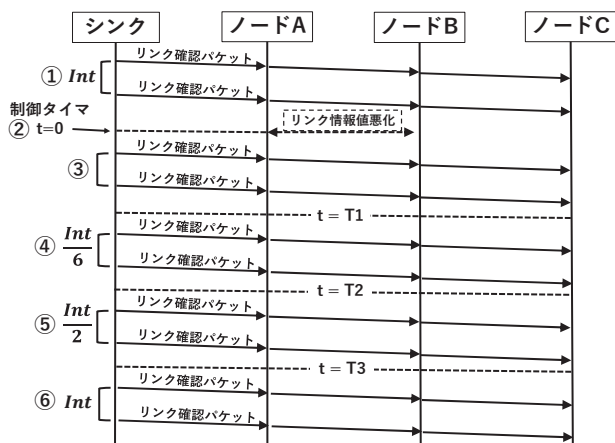 シンク ノードA ノードB ノードC
リンク確認パケット
① Int
リンク確認パケット
制御タイマ
② t=0
リンク情報値悪化
リンク確認パケット
③
リンク確認パケット
t = T1
リンク確認パケット
④ Int/6
リンク確認パケット
t = T2
リンク確認パケット
⑤ Int/2
リンク確認パケット
t = T3
リンク確認パケット
⑥ Int
リンク確認パケット